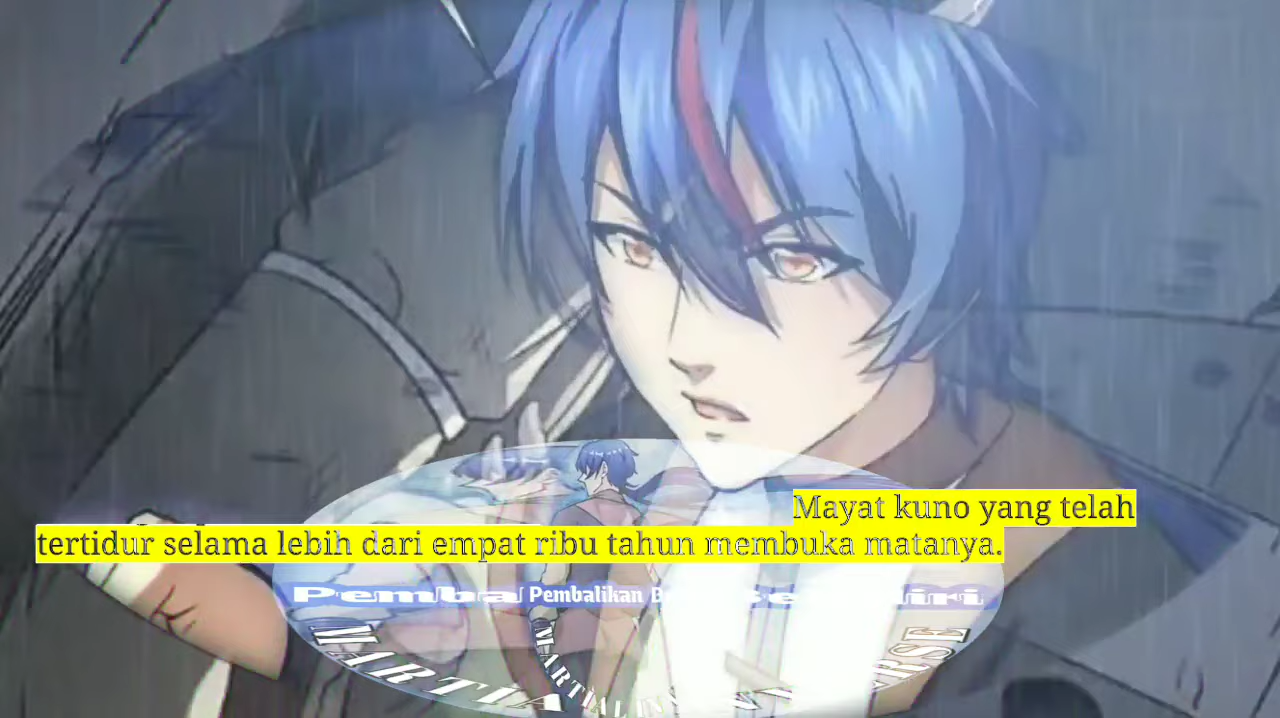 Mayat kuno yang telah
tertidur selama lebih dari empat ribu tahun membuka matanya.
Pembalikan
MARTIAL